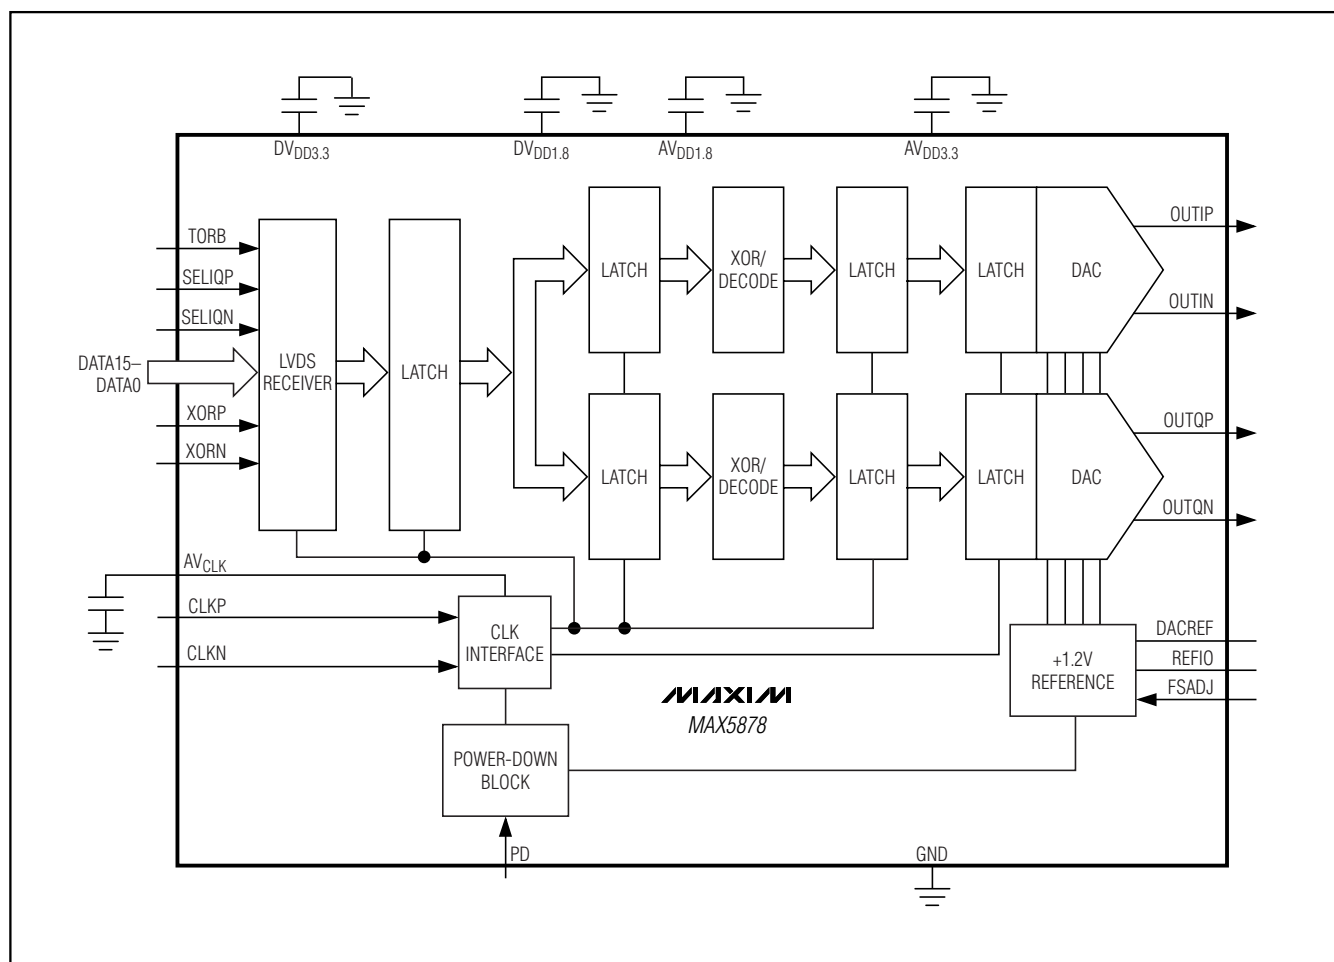 DVDD3.3
DVDD1.8
AVDD1.8
AVDD3.3
TORB
SELIQP
SELIQN
DATA15–
DATA0
XORP
XORN
LVDS
RECEIVER
LATCH
LATCH
XOR/
DECODE
LATCH
LATCH
DAC
OUTIP
OUTIN
LATCH
XOR/
DECODE
LATCH
LATCH
DAC
OUTQP
OUTQN
AVCLK
CLKP
CLKN
CLK
INTERFACE
+1.2V
REFERENCE
DACREF
REFIO
FSADJ
MAXIM
MAX5878
POWER-DOWN
BLOCK
PD
GND